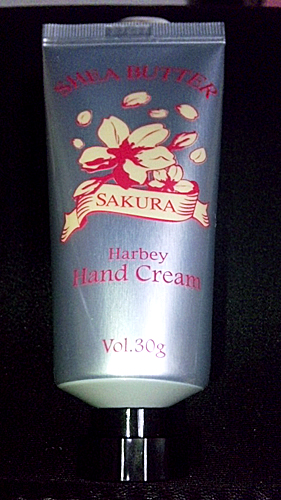 SHEA BUTTER
SAKURA
Harbey
Hand Cream
Vol.30g